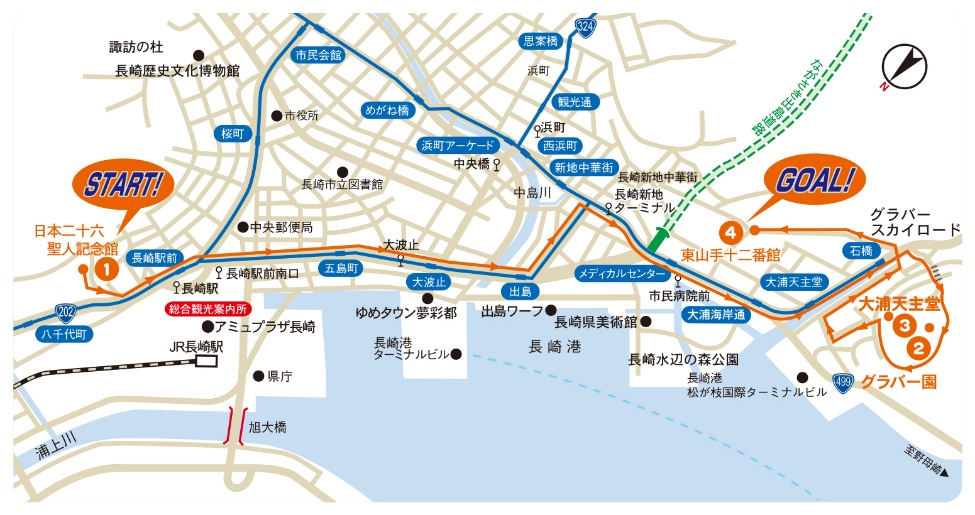 324
思案橋
浜町
観光通
ながさき出島道路
N
諏訪の杜
長崎歴史文化博物館
市民会館
めがね橋
市役所
桜町
浜町
西浜町
浜町アーケード
中央橋
新地中華街
長崎新地中華街
長崎新地
ターミナル
中島川
長崎市立図書館
START!
GOAL!
日本二十六
聖人記念館
1
中央郵便局
長崎駅前
大波止
五島町
長崎駅前南口
長崎駅
総合観光案内所
アミュプラザ長崎
202
八千代町
JR長崎駅
県庁
旭大橋
浦上川
大波止
ゆめタウン夢彩都
長崎港
ターミナルビル
出島
出島ワーフ
長崎県美術館
長崎港
メディカルセンター
市民病院前
大浦海岸通
大浦天主堂
石橋
4
東山手十二番館
グラバー
スカイロード
大浦天主堂
3
2
グラバー園
長崎水辺の森公園
長崎港
松が枝国際ターミナルビル
499
至野母崎